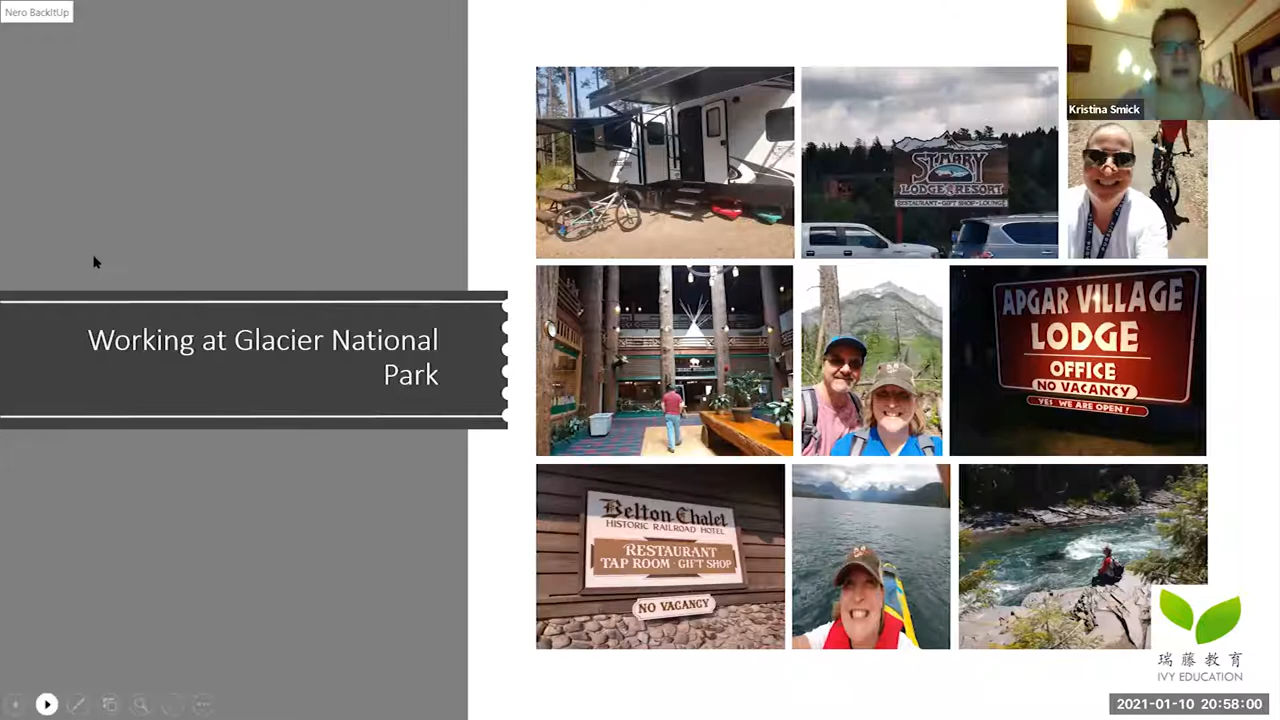 Nero BackItUp
Working at Glacier National
Park
ST. MARY
LODGE & RESORT
RESTAURANT · GIFT SHOP · LOUNGE
Kristina Smick
APGAR VILLAGE
LODGE
OFFICE
NO VACANCY
YES WE ARE OPEN!
Belton Chalet
HISTORIC RAILROAD HOTEL
RESTAURANT
TAP ROOM · GIFT SHOP
NO VACANCY
瑞藤教育
IVY EDUCATION
2021-01-10 20:58:00